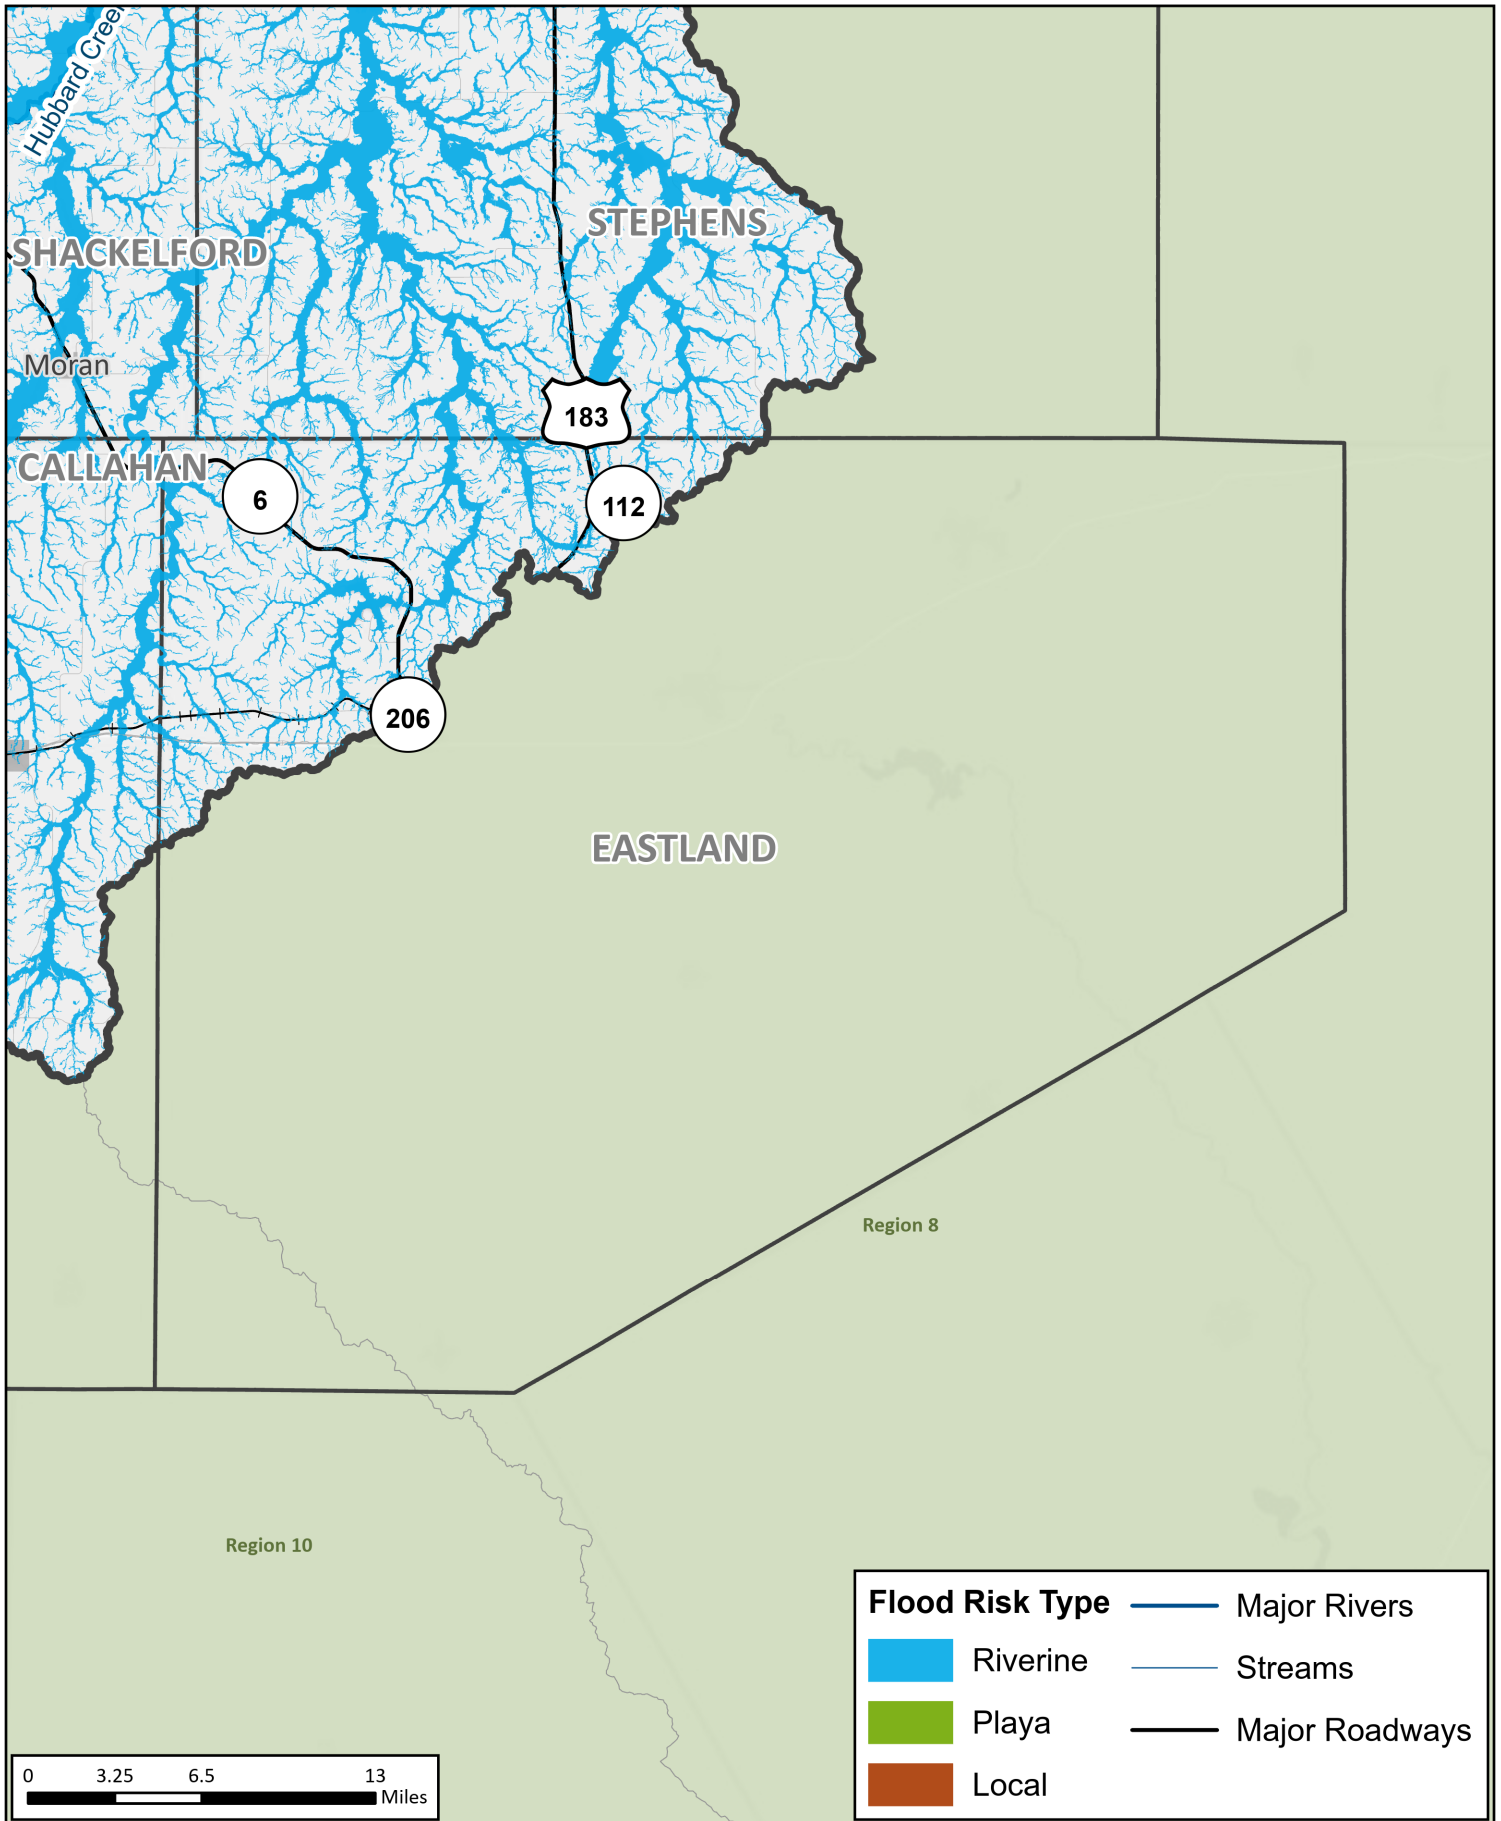 Hubbard Cree
STEPHENS
SHACKELFORD
Moran
183
CALLAHAN
6
112
206
EASTLAND
Region 8
Region 10
Flood Risk Type
Riverine
Playa
Local
Major Rivers
Streams
Major Roadways
0 3.25 6.5 13
Miles